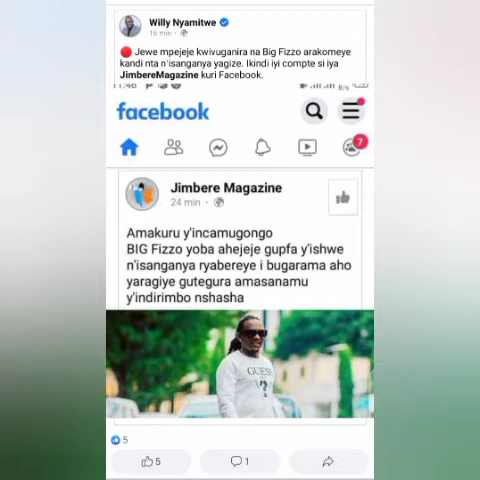 Willy Nyamitwe
16 min
Jewe mpejeje kwivuganira na Big Fizzo arakomeye
kandi nta n'isanganya yagize. Ikindi iyi compte si iya
JimbereMagazine kuri Facebook.
facebook
7
Jimbere Magazine
24 min
Amakuru y'incamugongo
BIG Fizzo yoba ahejeje gupfa y'ishwe
n'isanganya ryabereye i bugarama aho
yaragiye gutegura amasanamu
y'indirimbo nshasha
GUESS
?
5
5
1